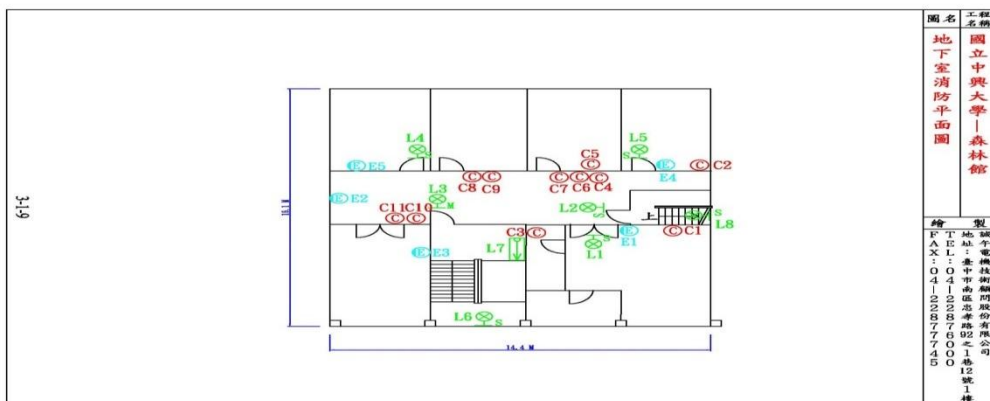 圖名
地下室消防平面圖
工程名稱
國立中興大學—森林館
L4
L5
C5
E5
E4
C2
C8 C9
C7 C6 C4
L3
M
E2
C11 C10
L2
S
上
S
L8
C3
E1
C1
L7
L1
S
E3
L6
S
14.4 M
3-1-9
繪製
誠午電機技術顧問股份有限公司
地址：臺中市南區忠孝路92之1巷12號1樓
TEL：04-22876000
FAX：04-22877745